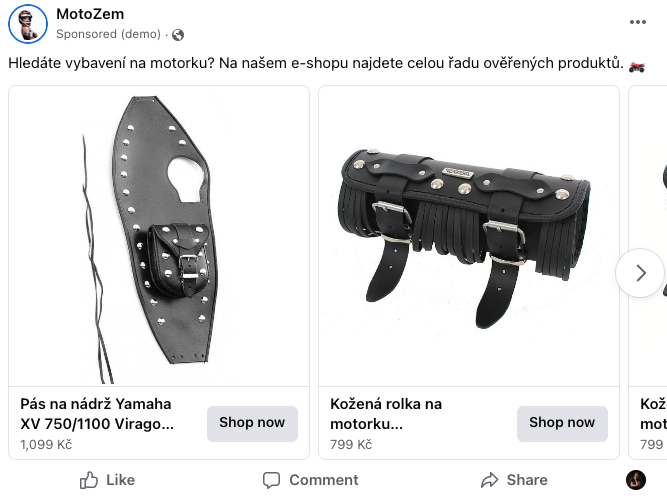 MotoZem
Sponsored (demo) ·
Hledáte vybavení na motorku? Na našem e-shopu najdete celou řadu ověřených produktů. 🏍️
Pás na nádrž Yamaha
XV 750/1100 Virago...
1,099 Kč
Shop now
Kožená rolka na
motorku...
799 Kč
Shop now
Kož
mot
799
Like
Comment
Share